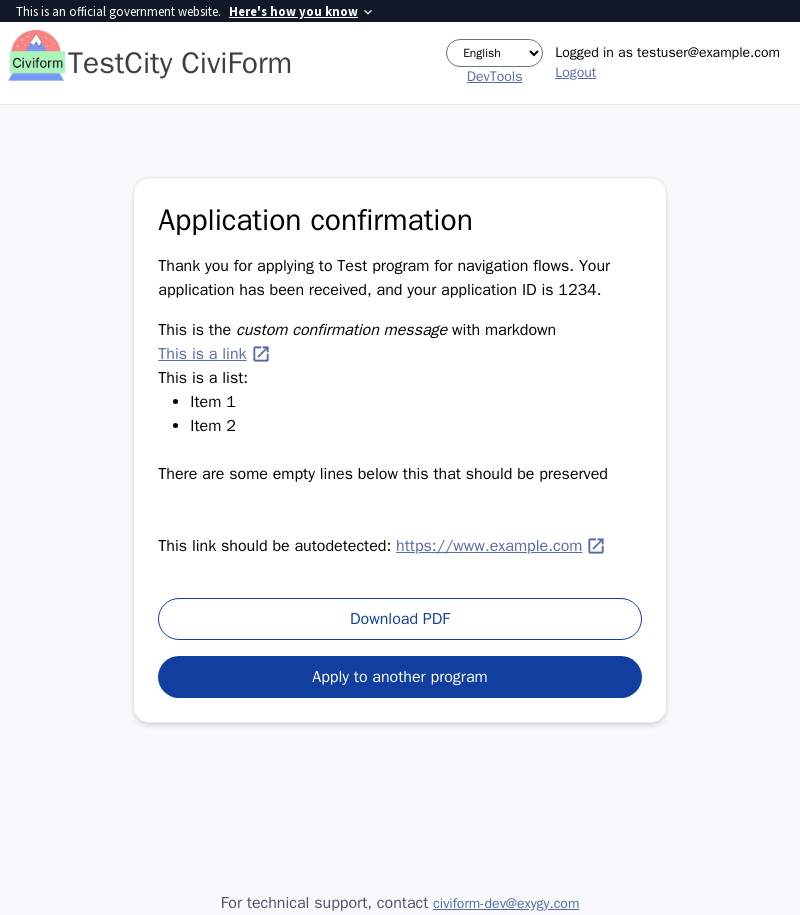 This is an official government website. Here's how you know
Civiform TestCity CiviForm
English
DevTools
Logged in as testuser@example.com
Logout
Application confirmation
Thank you for applying to Test program for navigation flows. Your
application has been received, and your application ID is 1234.
This is the custom confirmation message with markdown
This is a link
This is a list:
• Item 1
• Item 2
There are some empty lines below this that should be preserved
This link should be autodetected: https://www.example.com
Download PDF
Apply to another program
For technical support, contact civiform-dev@exygy.com